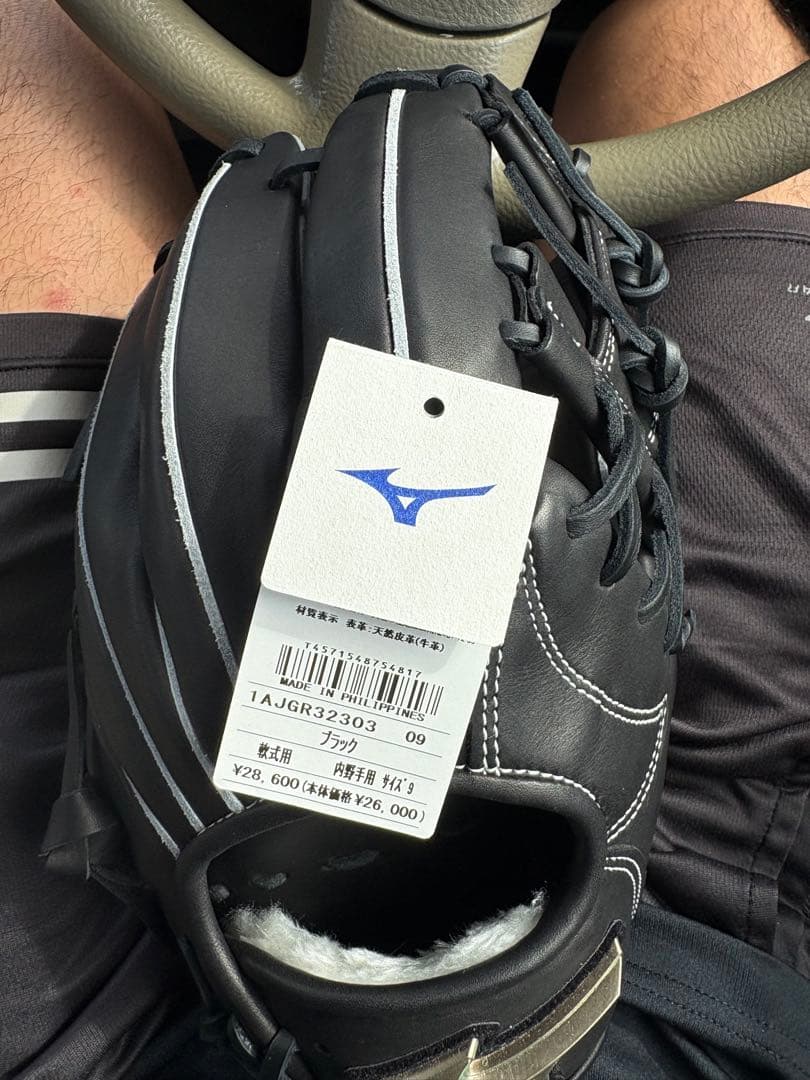 材質表示 表革:天然皮革(牛革)
T4571548754817
MADE IN PHILIPPINES
1AJGR32303 09
ブラック
軟式用 内野手用 サイズ9
¥28,600(本体価格¥26,000)